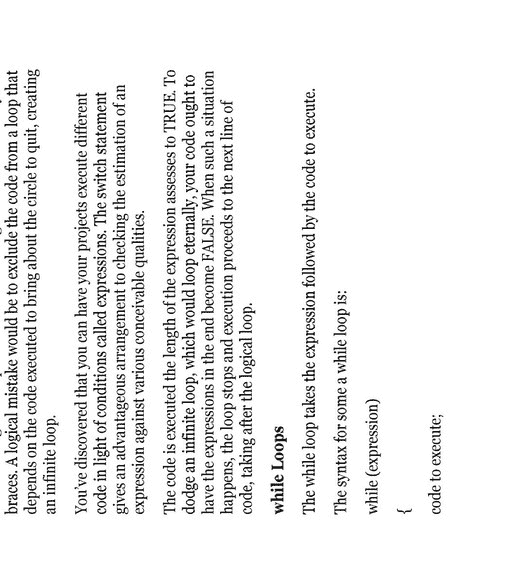 braces. A logical mistake would be to exclude the code from a loop that
depends on the code executed to bring about the circle to quit, creating
an infinite loop.
You've discovered that you can have your projects execute different
code in light of conditions called expressions. The switch statement
gives an advantageous arrangement to checking the estimation of an
expression against various conceivable qualities.
The code is executed the length of the expression assesses to TRUE. To
dodge an infinite loop, which would loop eternally, your code ought to
have the expressions in the end become FALSE. When such a situation
happens, the loop stops and execution proceeds to the next line of
code, taking after the logical loop.
while Loops
The while loop takes the expression followed by the code to execute.
The syntax for some a while loop is:
while (expression)
{
code to execute;